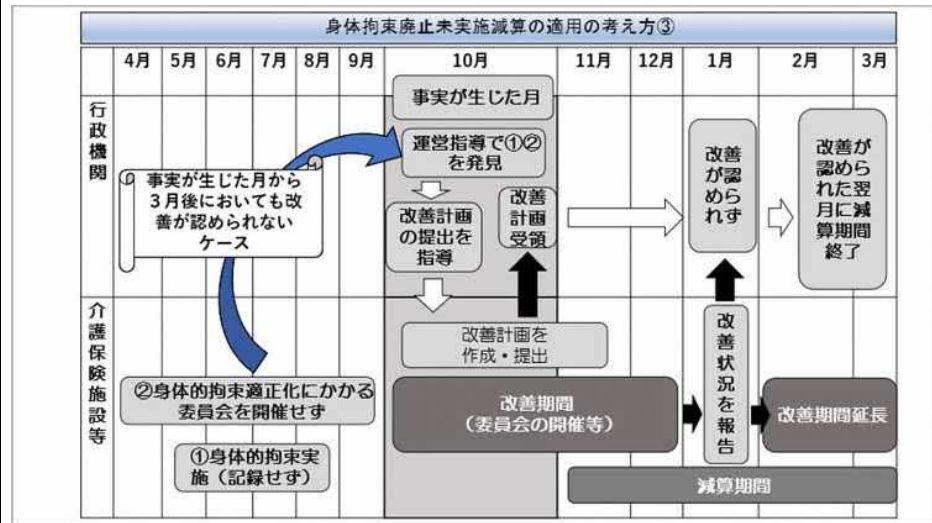 身体拘束廃止未実施減算の適用の考え方③
4月
5月
6月
7月
8月
9月
10月
11月
12月
1月
2月
3月
行政機関
事実が生じた月
運営指導で①②
を発見
事実が生じた月から
3月後においても改
善が認められない
ケース
改善計画
の提出を
指導
改善
計画
受領
改善
が認
めら
れず
改善が
認めら
れた翌
月に減
算期間
終了
介護保険施設等
改善計画を
作成・提出
②身体的拘束適正化にかかる
委員会を開催せず
①身体的拘束実
施（記録せず）
改善期間
（委員会の開催等）
改善状況を報告
改善期間延長
減算期間